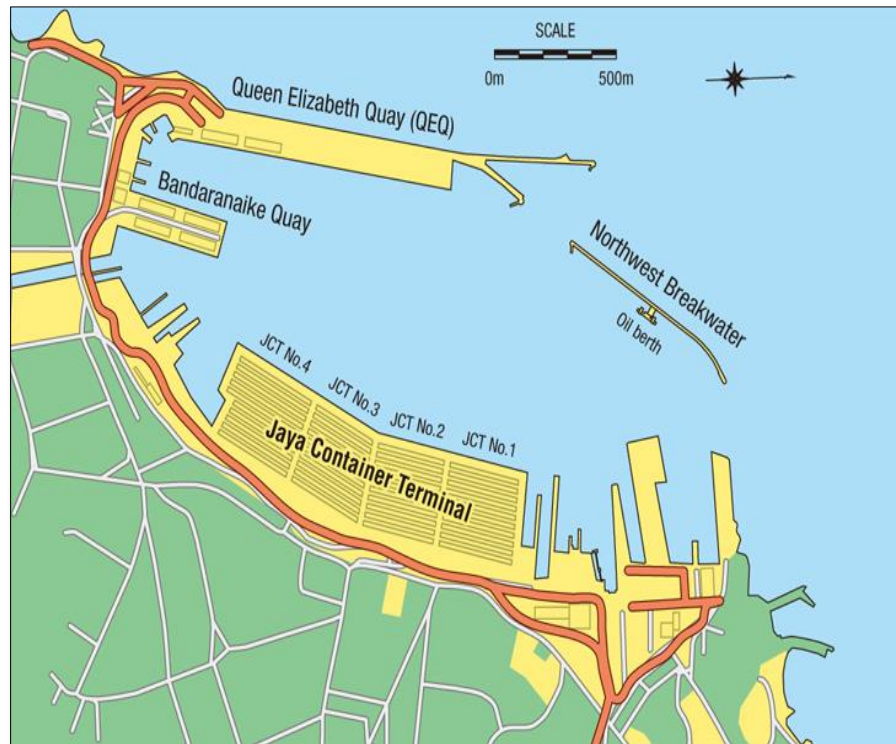 SCALE
0m 500m
Queen Elizabeth Quay (QEQ)
Bandaranaike Quay
Northwest Breakwater
Oil berth
JCT No.4
JCT No.3
JCT No.2
JCT No.1
Jaya Container Terminal